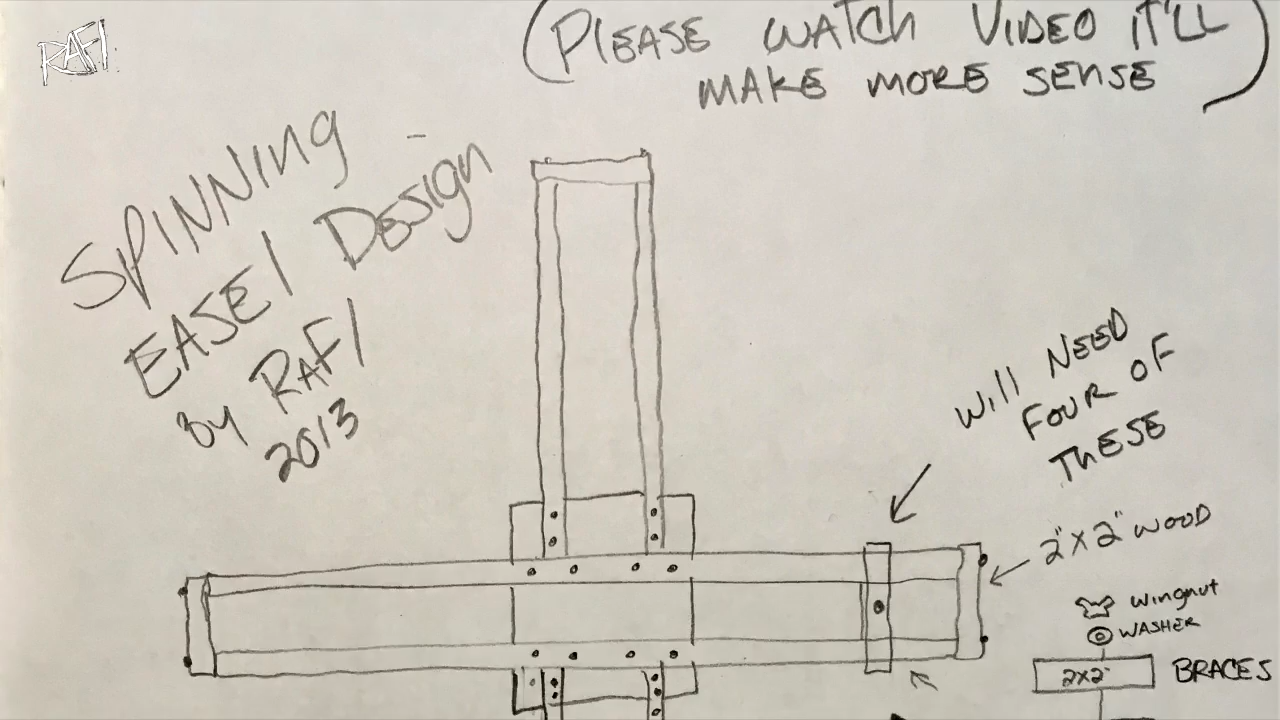 RAFI
(PLEASE WATCH VIDEO IT'LL
MAKE MORE SENSE)
SPINNING
EASEL DESIGN
BY RAFI
2013
WILL NEED
FOUR OF
THESE
2"X2" WOOD
WINGNUT
WASHER
2X2"
BRACES